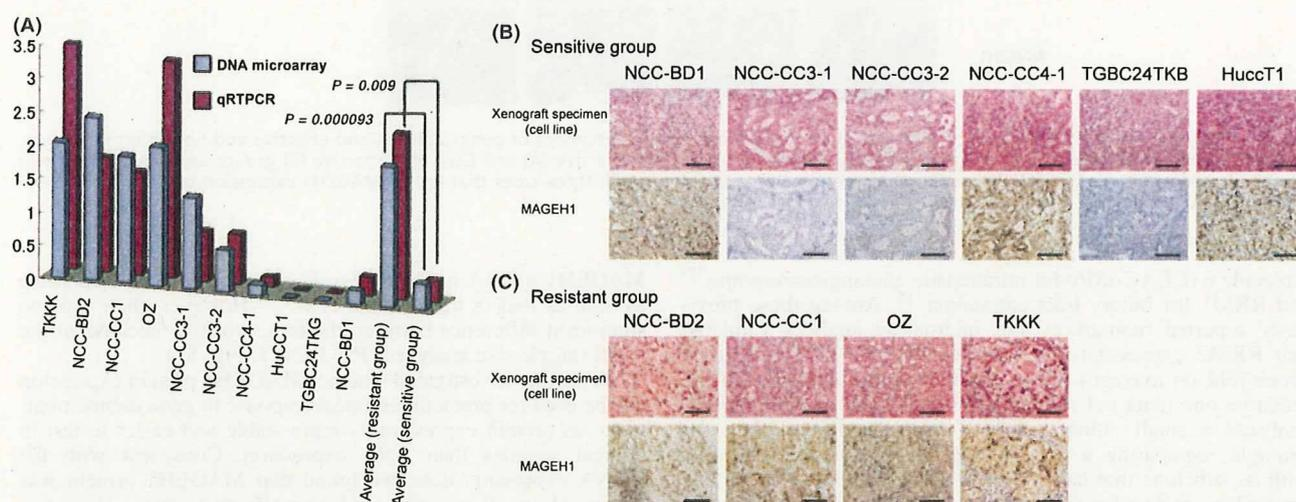 (A)
3.5
3
2.5
2
1.5
1
0.5
0
DNA microarray
qRTPCR
P = 0.009
P = 0.000093
TKKK
NCC-BD2
NCC-CC1
OZ
NCC-CC3-1
NCC-CC3-2
NCC-CC4-1
HuCC1
TGBC24TKG
NCC-BD1
Average (resistant group)
Average (sensitive group)
(B)
Sensitive group
NCC-BD1 NCC-CC3-1 NCC-CC3-2 NCC-CC4-1 TGBC24TKB HuccT1
Xenograft specimen
(cell line)
MAGEH1
(C)
Resistant group
NCC-BD2 NCC-CC1 OZ TKKK
Xenograft specimen
(cell line)
MAGEH1